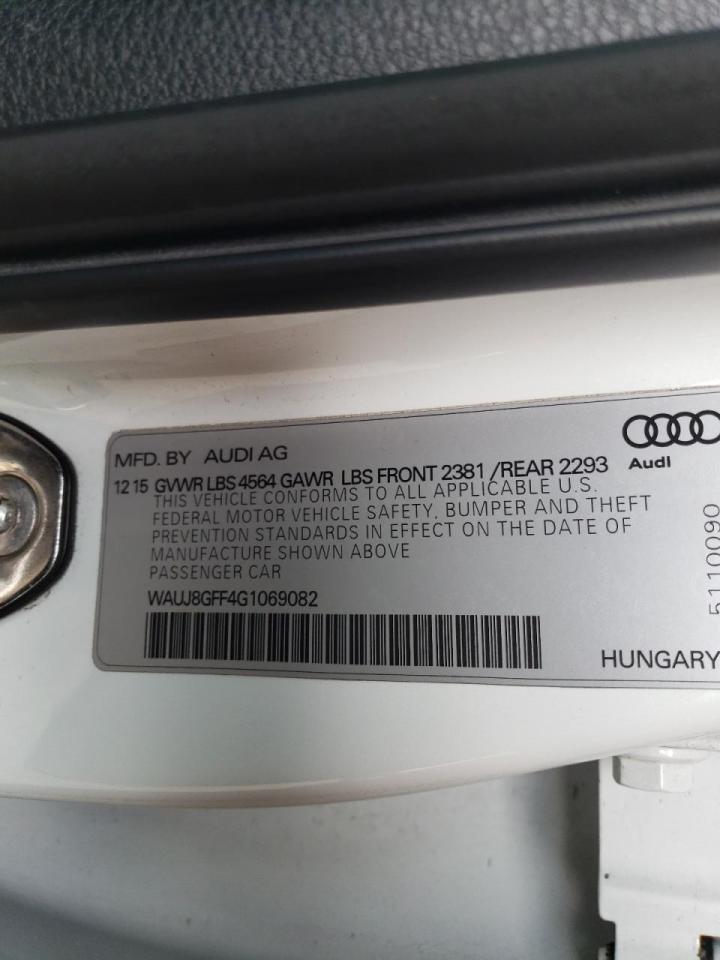 MFD. BY AUDI AG
Audi
12 15 GVWR LBS 4564 GAWR LBS FRONT 2381 /REAR 2293
THIS VEHICLE CONFORMS TO ALL APPLICABLE U.S.
FEDERAL MOTOR VEHICLE SAFETY, BUMPER AND THEFT
PREVENTION STANDARDS IN EFFECT ON THE DATE OF
MANUFACTURE SHOWN ABOVE
PASSENGER CAR
WAUJ8GFF4G1069082
5110090
HUNGARY